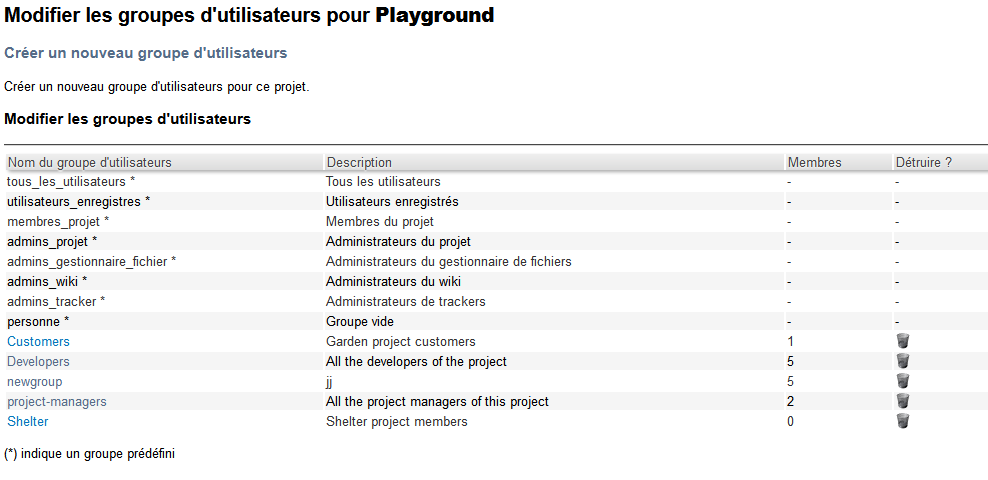 Modifier les groupes d'utilisateurs pour Playground
Créer un nouveau groupe d'utilisateurs
Créer un nouveau groupe d'utilisateurs pour ce projet.
Modifier les groupes d'utilisateurs
Nom du groupe d'utilisateurs Description Membres Détruire ?
tous_les_utilisateurs * Tous les utilisateurs - -
utilisateurs_enregistres * Utilisateurs enregistrés - -
membres_projet * Membres du projet - -
admins_projet * Administrateurs du projet - -
admins_gestionnaire_fichier * Administrateurs du gestionnaire de fichiers - -
admins_wiki * Administrateurs du wiki - -
admins_tracker * Administrateurs de trackers - -
personne * Groupe vide - -
Customers Garden project customers 1
Developers All the developers of the project 5
newgroup jj 5
project-managers All the project managers of this project 2
Shelter Shelter project members 0
(*) indique un groupe prédéfini